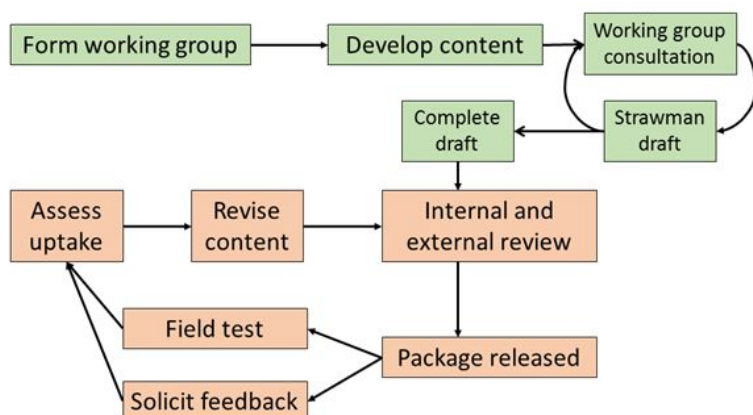 Form working group
Develop content
Working group
consultation
Complete
draft
Strawman
draft
Assess
uptake
Revise
content
Internal and
external review
Field test
Package released
Solicit feedback